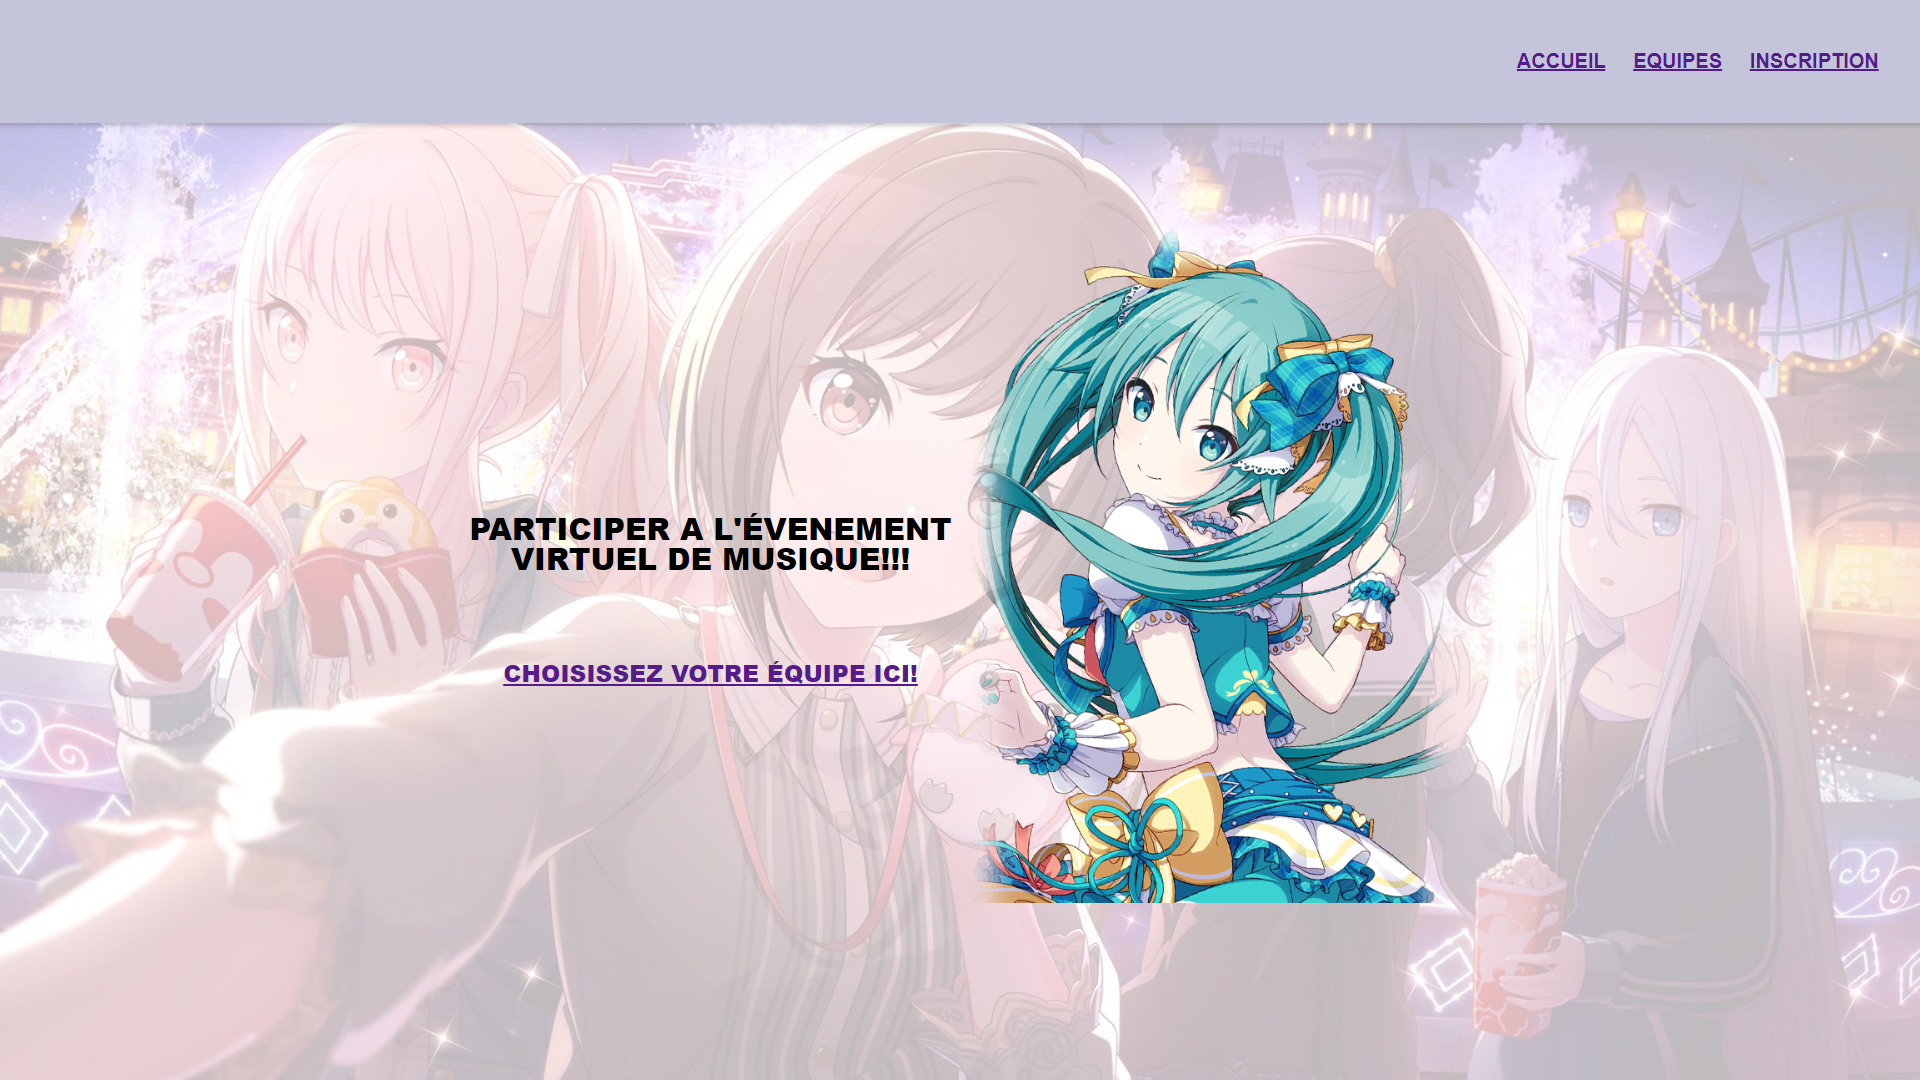 ACCUEIL EQUIPES INSCRIPTION
PARTICIPER A L'ÉVENEMENT
VIRTUEL DE MUSIQUE!!!
CHOISISSEZ VOTRE ÉQUIPE ICI!